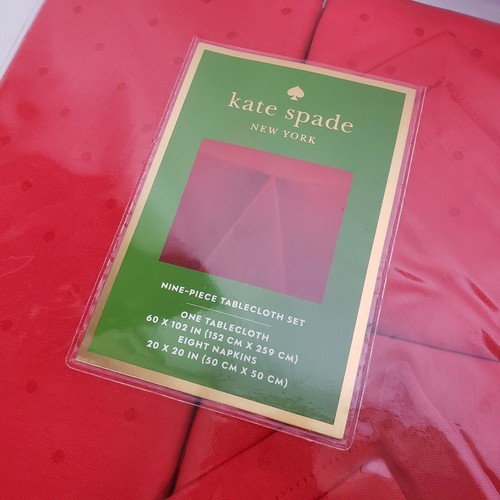 kate spade
NEW YORK
NINE-PIECE TABLECLOTH SET
ONE TABLECLOTH
60 X 102 IN (152 CM X 259 CM)
EIGHT NAPKINS
20 X 20 IN (50 CM X 50 CM)